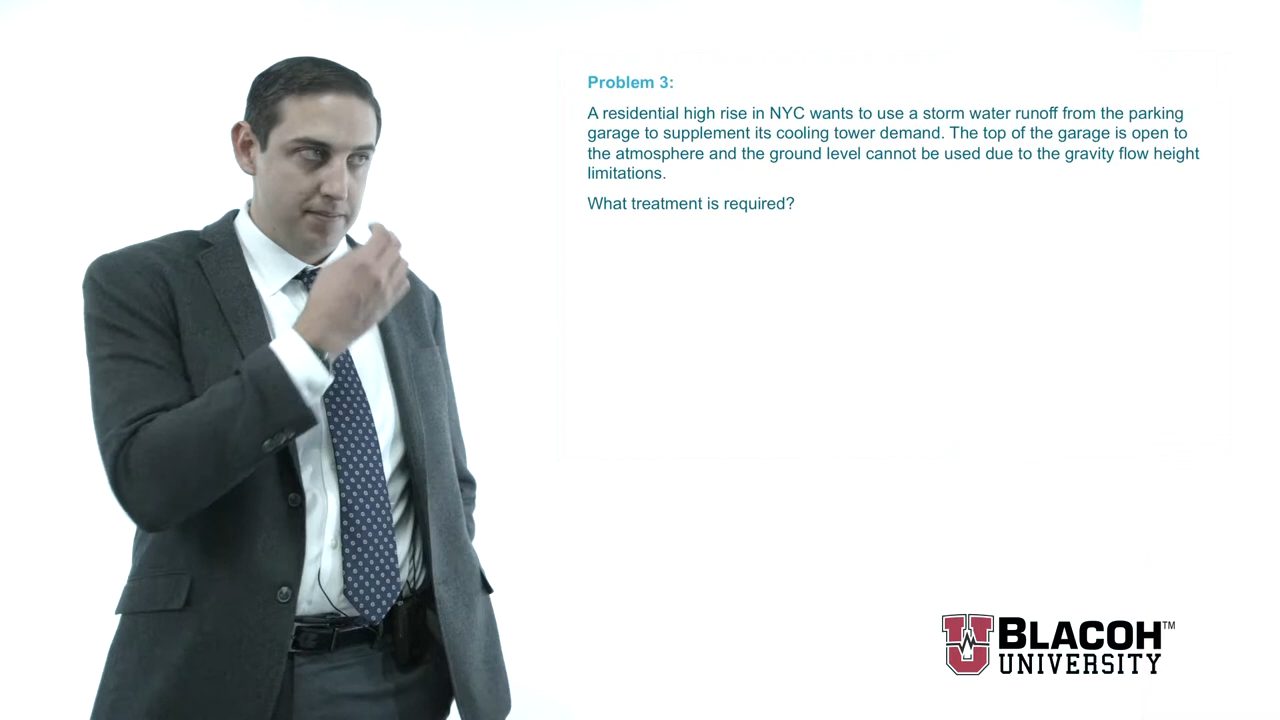 Problem 3:
A residential high rise in NYC wants to use a storm water runoff from the parking
garage to supplement its cooling tower demand. The top of the garage is open to
the atmosphere and the ground level cannot be used due to the gravity flow height
limitations.
What treatment is required?
U BLACOH™
UNIVERSITY